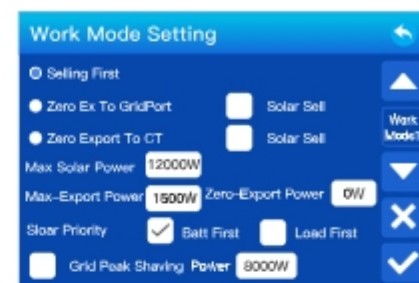 Work Mode Setting
Selling First
Zero Ex To GridPort Solar Sell
Work Mode1
Zero Export To CT Solar Sell
Max Solar Power 12000W
Max-Export Power 1500W Zero-Export Power 0W
Sloar Priority Batt First Load First
Grid Peak Shaving Power 8000W